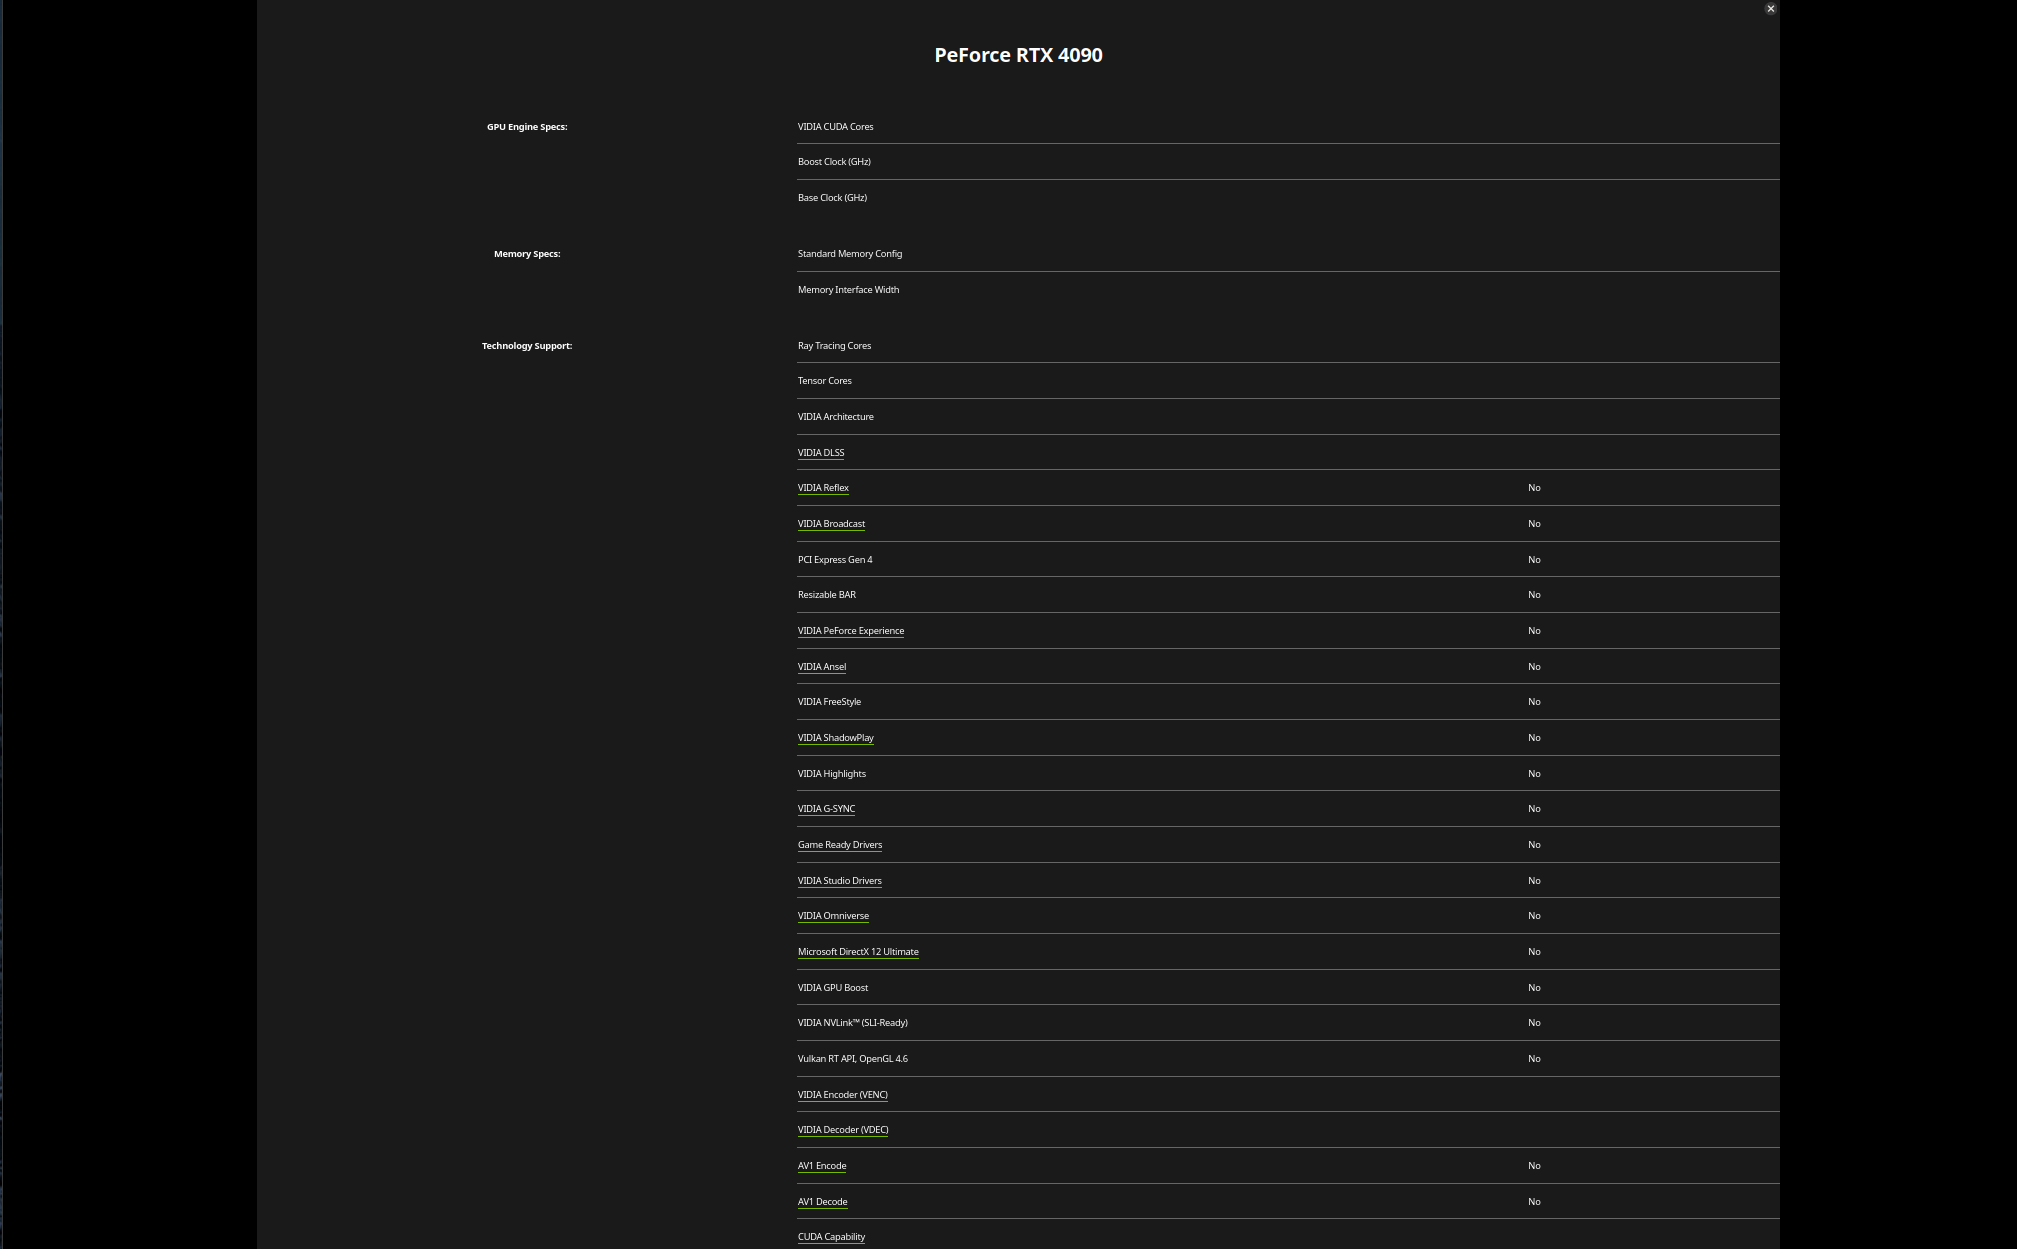 PeForce RTX 4090
GPU Engine Specs: VIDIA CUDA Cores
Boost Clock (GHz)
Base Clock (GHz)
Memory Specs: Standard Memory Config
Memory Interface Width
Technology Support: Ray Tracing Cores
Tensor Cores
VIDIA Architecture
VIDIA DLSS
VIDIA Reflex No
VIDIA Broadcast No
PCI Express Gen 4 No
Resizable BAR No
VIDIA PeForce Experience No
VIDIA Ansel No
VIDIA FreeStyle No
VIDIA ShadowPlay No
VIDIA Highlights No
VIDIA G-SYNC No
Game Ready Drivers No
VIDIA Studio Drivers No
VIDIA Omniverse No
Microsoft DirectX 12 Ultimate No
VIDIA GPU Boost No
VIDIA NVLink™ (SLI-Ready) No
Vulkan RT API, OpenGL 4.6 No
VIDIA Encoder (VENC)
VIDIA Decoder (VDEC)
AV1 Encode No
AV1 Decode No
CUDA Capability